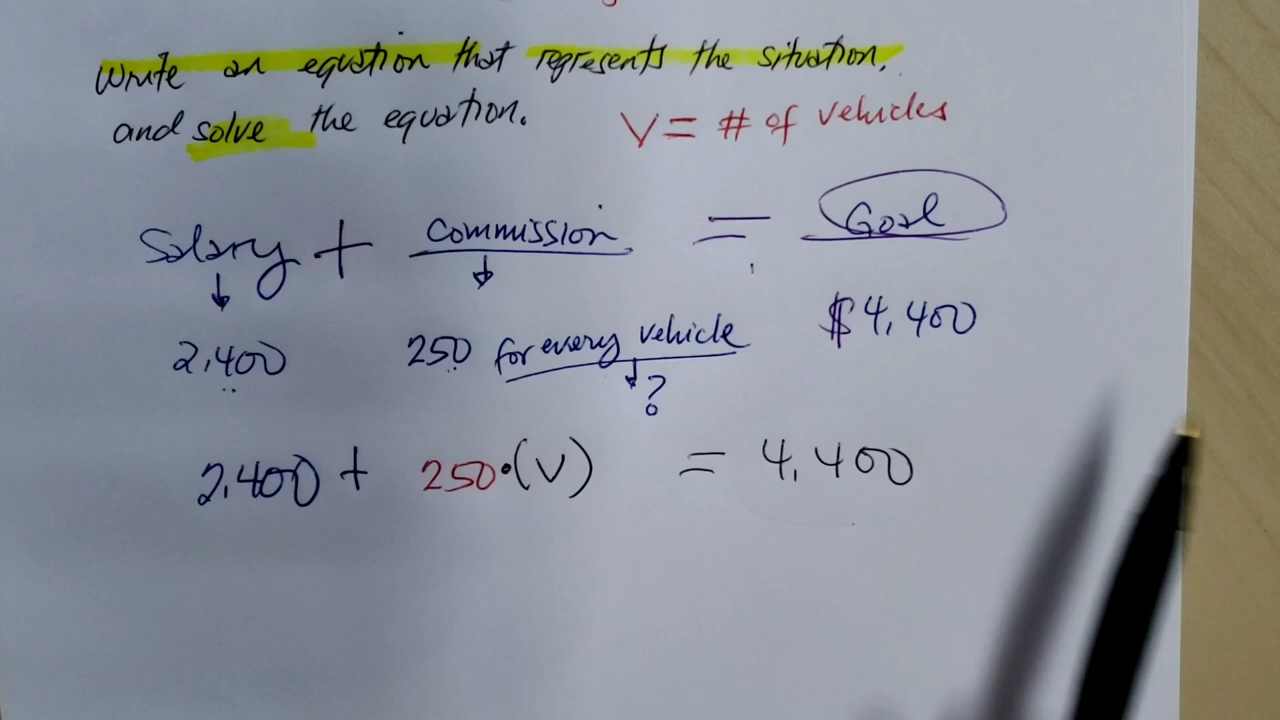 Write an equation that represents the situation,
and solve the equation. V = # of vehicles
Salary + Commission = Goal
2,400 250 for every vehicle $4,400
?
2,400 + 250•(V) = 4,400